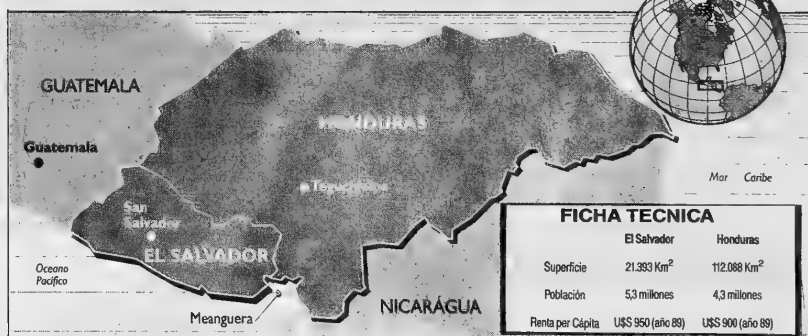 GUATEMALA
Guatemala
HONDURAS
Tegucigalpa
San
Salvador
EL SALVADOR
Oceano
Pacífico
Meanguera
NICARÁGUA
Mar Caribe
FICHA TECNICA
El Salvador Honduras
Superficie 21.393 Km² 112.088 Km²
Población 5,3 millones 4,3 millones
Renta per Cápita U$S 950 (año 89) U$S 900 (año 89)